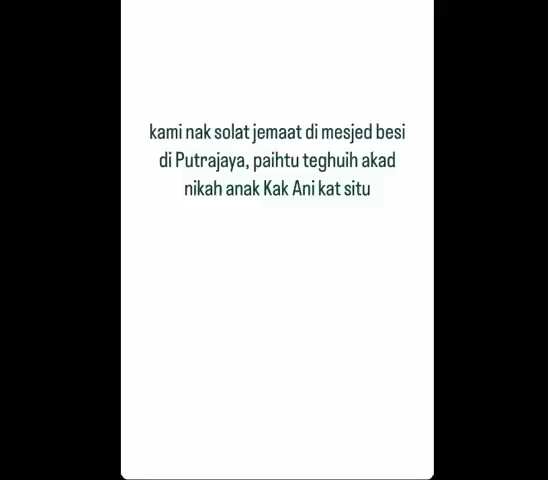 kami nak solat jemaat di mesjed besi
di Putrajaya, paihtu teghuih akad
nikah anak Kak Ani kat situ